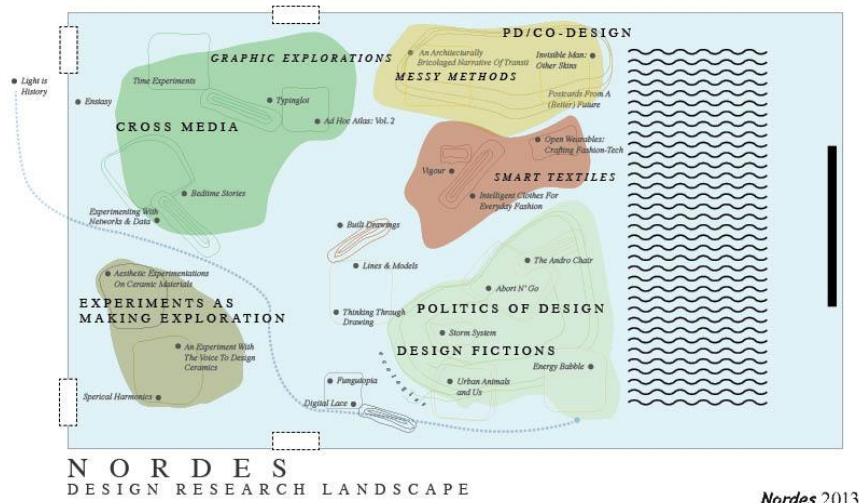 PD/CO-DESIGN
GRAPHIC EXPLORATIONS
An Architecturally
Bricolaged Narrative Of Transit
Invisible Man:
Other Skins
MESSY METHODS
Light is
History
Time Experiments
Enstasy
Typinglot
Postcards From A
(Better) Future
Ad Hoc Atlas: Vol. 2
CROSS MEDIA
Open Wearables:
Crafting Fashion-Tech
Vigour
SMART TEXTILES
Bedtime Stories
Intelligent Clothes For
Everyday Fashion
Experimenting With
Networks & Data
Built Drawings
Lines & Models
The Andro Chair
Aesthetic Experimentations
On Ceramic Materials
Abort N' Go
EXPERIMENTS AS
MAKING EXPLORATION
Thinking Through
Drawing
POLITICS OF DESIGN
Storm System
An Experiment With
The Voice To Design
Ceramics
DESIGN FICTIONS
ecologies
Energy Babble
Fungutopia
Urban Animals
and Us
Sperical Harmonics
Digital Lace
NORDES
DESIGN RESEARCH LANDSCAPE
Nordes 2013